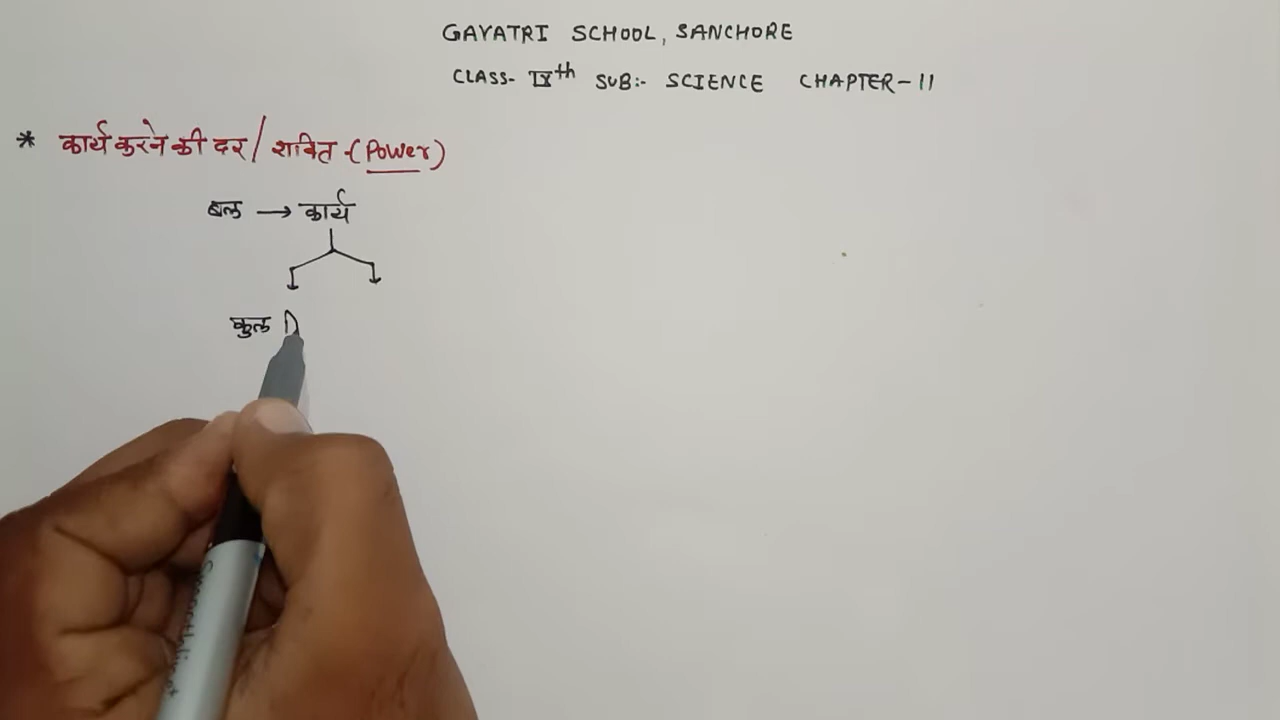 GAYATRI SCHOOL, SANCHORE
CLASS- IXth SUB:- SCIENCE CHAPTER-11
* कार्य करने की दर/शक्ति-(Power)
बल → कार्य
कुल